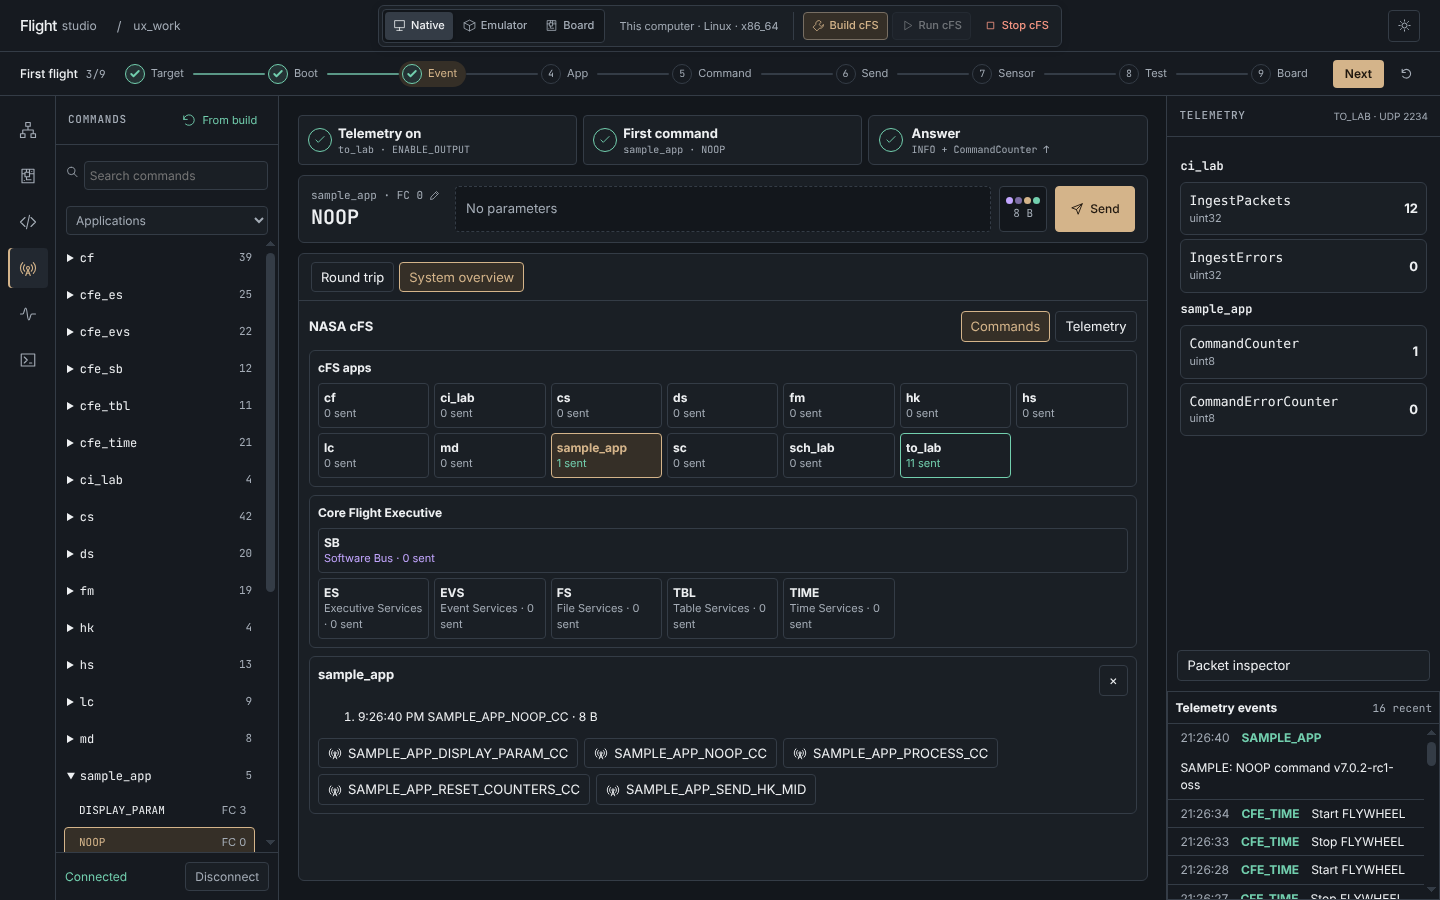 Flight studio / ux_work
Native Emulator Board This computer · Linux · x86_64 Build cFS Run cFS Stop cFS
First flight 3/9 Target Boot Event 4 App 5 Command 6 Send 7 Sensor 8 Test 9 Board Next
COMMANDS From build
Search commands
Applications
cf 39
cfe_es 25
cfe_evs 22
cfe_sb 12
cfe_tbl 11
cfe_time 21
ci_lab 4
cs 42
ds 20
fm 19
hk 4
hs 13
lc 9
md 8
sample_app 5
DISPLAY_PARAM FC 3
NOOP FC 0
Connected Disconnect
Telemetry on
to_lab · ENABLE_OUTPUT
First command
sample_app · NOOP
Answer
INFO + CommandCounter ↑
sample_app · FC 0
NOOP
No parameters
8 B
Send
Round trip System overview
NASA cFS Commands Telemetry
cFS apps
cf
0 sent
ci_lab
0 sent
cs
0 sent
ds
0 sent
fm
0 sent
hk
0 sent
hs
0 sent
lc
0 sent
md
0 sent
sample_app
1 sent
sc
0 sent
sch_lab
0 sent
to_lab
11 sent
Core Flight Executive
SB
Software Bus · 0 sent
ES
Executive Services
· 0 sent
EVS
Event Services · 0
sent
FS
File Services · 0
sent
TBL
Table Services · 0
sent
TIME
Time Services · 0
sent
sample_app ×
1. 9:26:40 PM SAMPLE_APP_NOOP_CC · 8 B
SAMPLE_APP_DISPLAY_PARAM_CC SAMPLE_APP_NOOP_CC SAMPLE_APP_PROCESS_CC
SAMPLE_APP_RESET_COUNTERS_CC SAMPLE_APP_SEND_HK_MID
TELEMETRY TO_LAB · UDP 2234
ci_lab
IngestPackets 12
uint32
IngestErrors 0
uint32
sample_app
CommandCounter 1
uint8
CommandErrorCounter 0
uint8
Packet inspector
Telemetry events 16 recent
21:26:40 SAMPLE_APP
SAMPLE: NOOP command v7.0.2-rc1-
oss
21:26:34 CFE_TIME Start FLYWHEEL
21:26:33 CFE_TIME Stop FLYWHEEL
21:26:28 CFE_TIME Start FLYWHEEL
21:26:27 CFE_TIME Stop FLYWHEEL